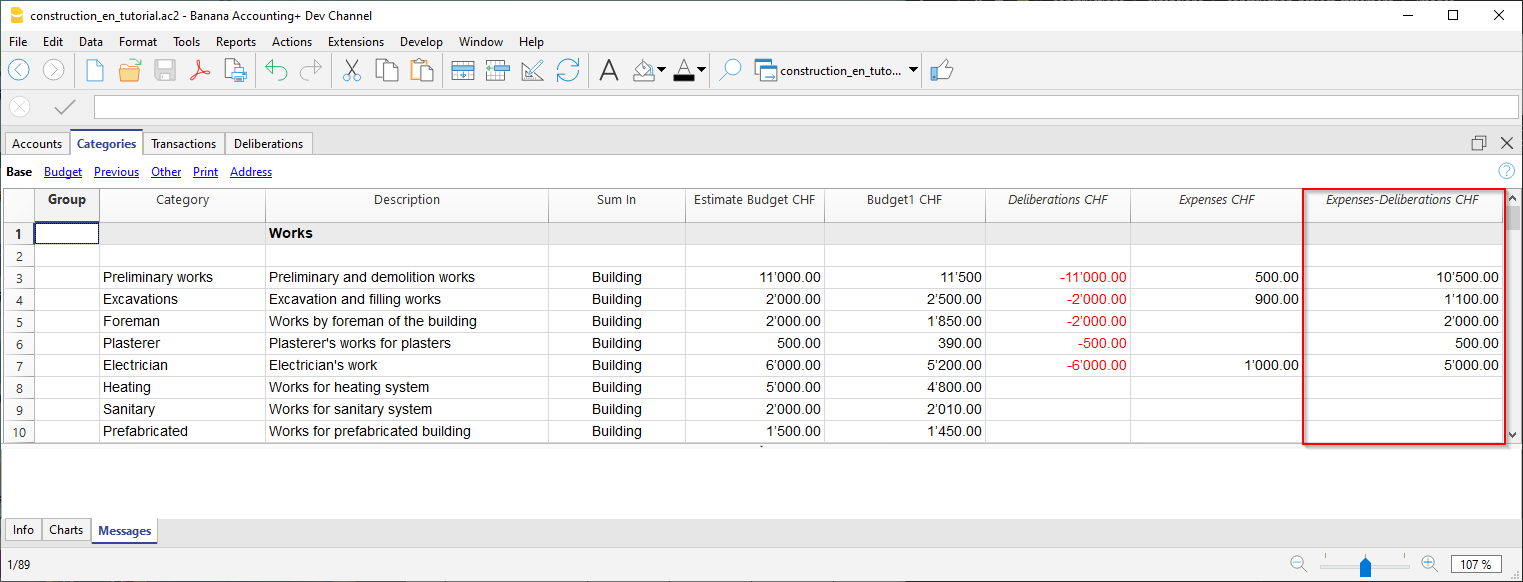 construction_en_tutorial.ac2 - Banana Accounting+ Dev Channel
File Edit Data Format Tools Reports Actions Extensions Develop Window Help
construction_en_tuto...
Accounts Categories Transactions Deliberations
Base Budget Previous Other Print Address
Group Category Description Sum In Estimate Budget CHF Budget1 CHF Deliberations CHF Expenses CHF Expenses-Deliberations CHF
1 Works
2
3 Preliminary works Preliminary and demolition works Building 11'000.00 11'500 -11'000.00 500.00 10'500.00
4 Excavations Excavation and filling works Building 2'000.00 2'500.00 -2'000.00 900.00 1'100.00
5 Foreman Works by foreman of the building Building 2'000.00 1'850.00 -2'000.00 2'000.00
6 Plasterer Plasterer's works for plasters Building 500.00 390.00 -500.00 500.00
7 Electrician Electrician's work Building 6'000.00 5'200.00 -6'000.00 1'000.00 5'000.00
8 Heating Works for heating system Building 5'000.00 4'800.00
9 Sanitary Works for sanitary system Building 2'000.00 2'010.00
10 Prefabricated Works for prefabricated building Building 1'500.00 1'450.00
Info Charts Messages
1/89 107 %